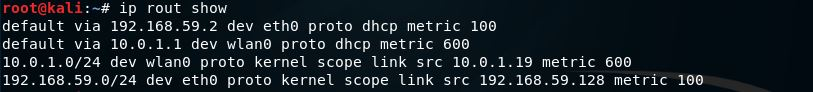 root@kali:~# ip rout show
default via 192.168.59.2 dev eth0 proto dhcp metric 100
default via 10.0.1.1 dev wlan0 proto dhcp metric 600
10.0.1.0/24 dev wlan0 proto kernel scope link src 10.0.1.19 metric 600
192.168.59.0/24 dev eth0 proto kernel scope link src 192.168.59.128 metric 100